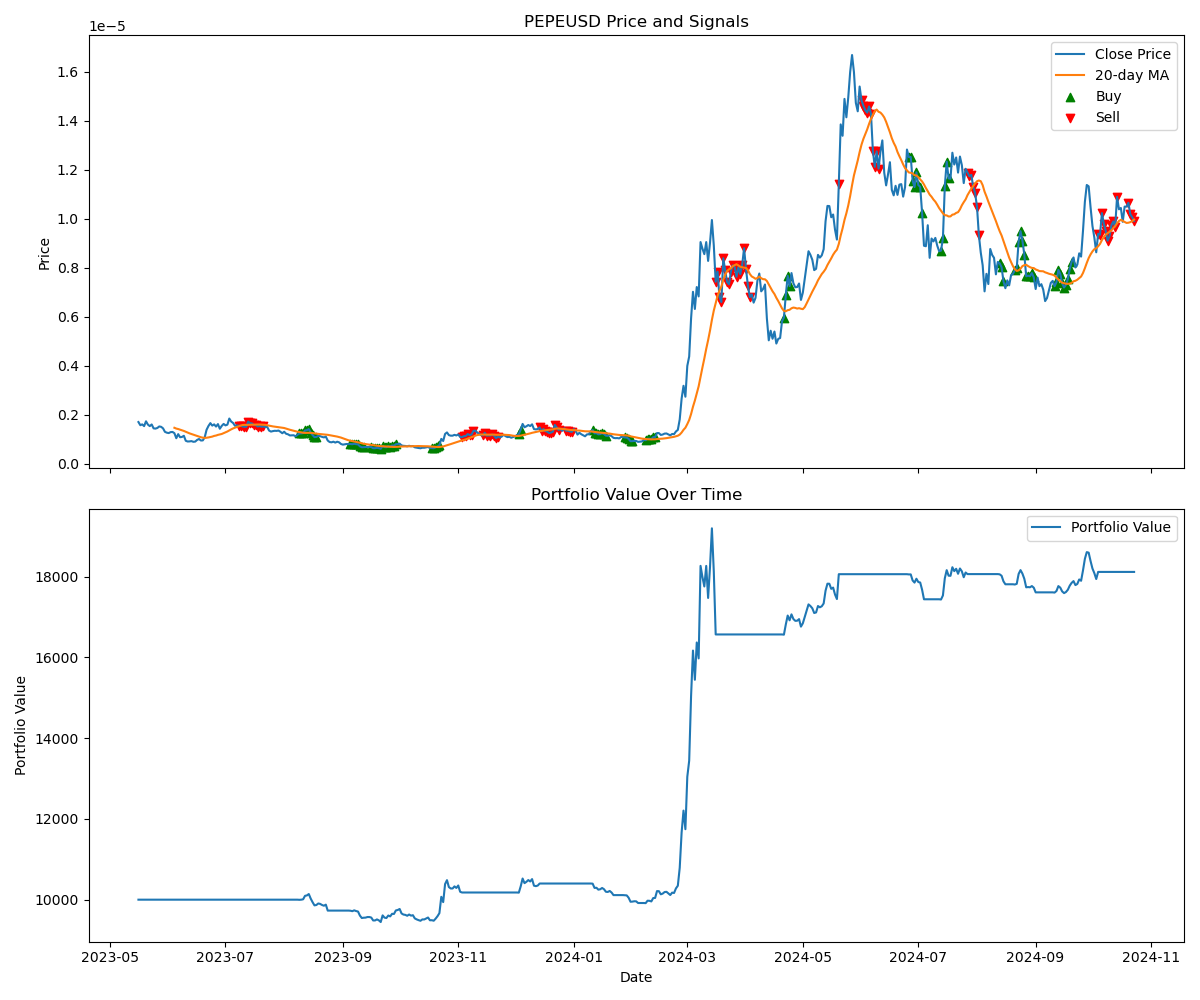 PEPEUSD Price and Signals
1e−5
Price
1.6
1.4
1.2
1.0
0.8
0.6
0.4
0.2
0.0
Close Price
20-day MA
Buy
Sell
Portfolio Value Over Time
Portfolio Value
18000
16000
14000
12000
10000
Portfolio Value
2023-05 2023-07 2023-09 2023-11 2024-01 2024-03 2024-05 2024-07 2024-09 2024-11
Date